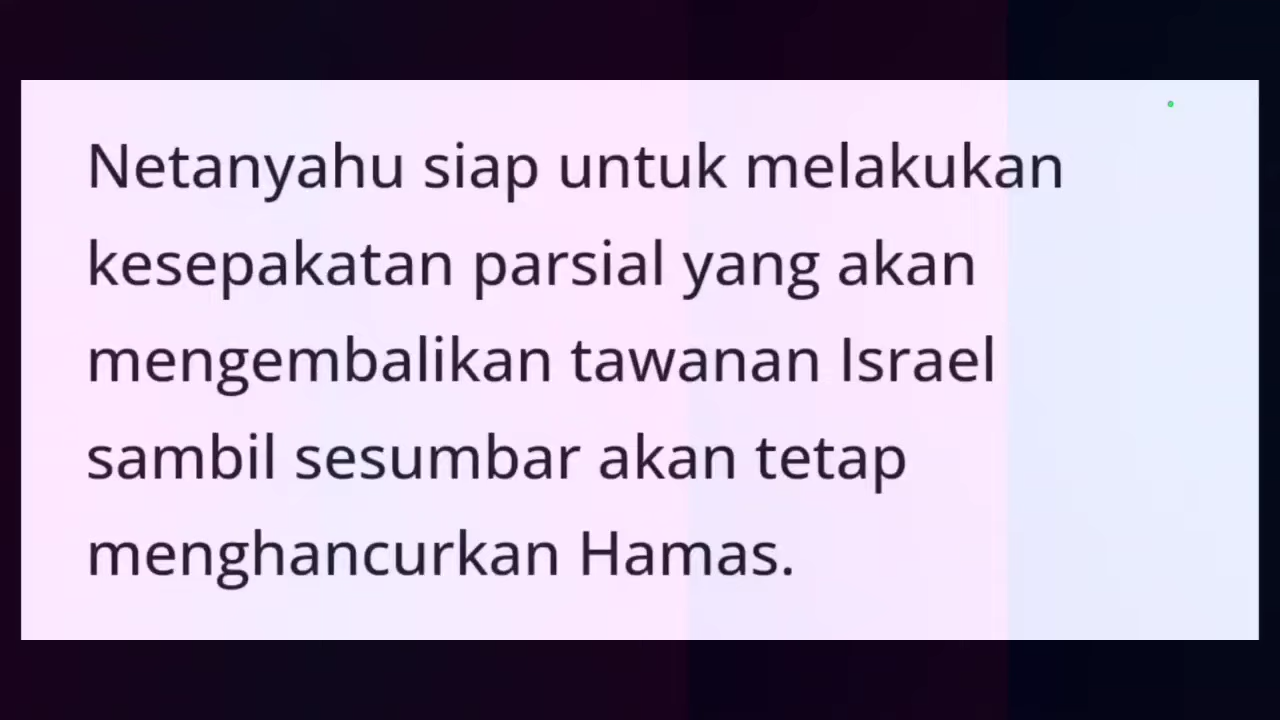 Netanyahu siap untuk melakukan
kesepakatan parsial yang akan
mengembalikan tawanan Israel
sambil sesumbar akan tetap
menghancurkan Hamas.